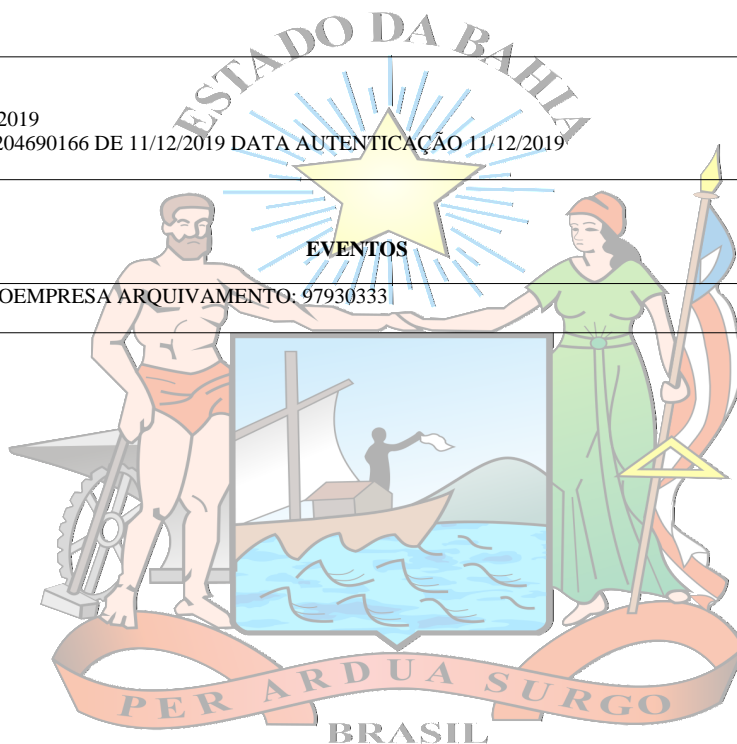 ESTADO DA BAHIA
2019
204690166 DE 11/12/2019 DATA AUTENTICAÇÃO 11/12/2019
EVENTOS
OEMPRESA ARQUIVAMENTO: 97930333
PER ARDUA SURGO
BRASIL